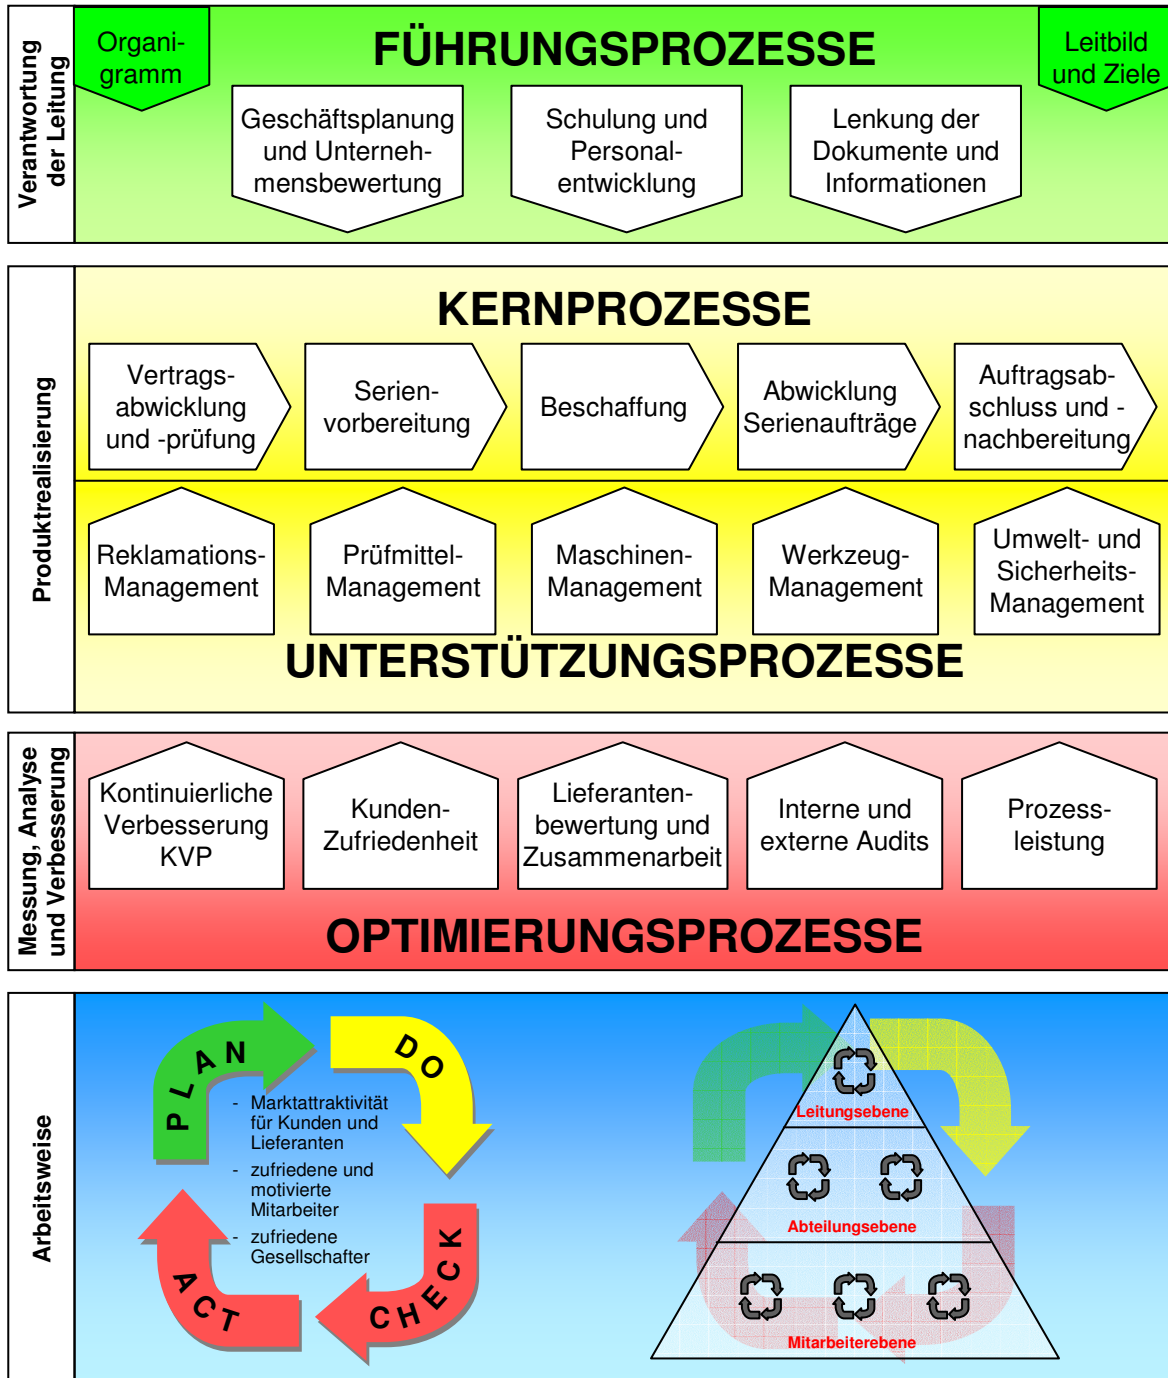 Verantwortung
der Leitung
Organi-
gramm
FÜHRUNGSPROZESSE
Leitbild
und Ziele
Geschäftsplanung
und Unterneh-
mensbewertung
Schulung und
Personal-
entwicklung
Lenkung der
Dokumente und
Informationen
Produktrealisierung
KERNPROZESSE
Vertrags-
abwicklung
und -prüfung
Serien-
vorbereitung
Beschaffung
Abwicklung
Serienaufträge
Auftragsab-
schluss und -
nachbereitung
Reklamations-
Management
Prüfmittel-
Management
Maschinen-
Management
Werkzeug-
Management
Umwelt- und
Sicherheits-
Management
UNTERSTÜTZUNGSPROZESSE
Messung, Analyse
und Verbesserung
Kontinuierliche
Verbesserung
KVP
Kunden-
Zufriedenheit
Lieferanten-
bewertung und
Zusammenarbeit
Interne und
externe Audits
Prozess-
leistung
OPTIMIERUNGSPROZESSE
Arbeitsweise
PLAN
DO
- Marktattraktivität
für Kunden und
Lieferanten
- zufriedene und
motivierte
Mitarbeiter
- zufriedene
Gesellschafter
CHECK
ACT
Leitungsebene
Abteilungsebene
Mitarbeiterebene